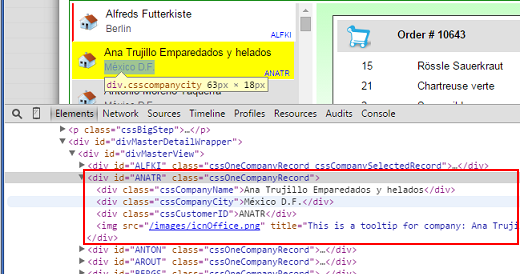 Alfreds Futterkiste
Berlin
ALFKI
Ana Trujillo Emparedados y helados
México D.F.
ANATR
div.csscompanycity 63px × 18px
Antonio Moreno Taquería
Order # 10643
15 Rössle Sauerkraut
21 Chartreuse verte
2
Elements Network Sources Timeline Profiles Resources Audits Console
<p class="cssBigStep">…</p>
<div id="divMasterDetailWrapper">
<div id="divMasterView">
<div id="ALFKI" class="cssOneCompanyRecord cssCompanySelectedRecord">…</div>
<div id="ANATR" class="cssOneCompanyRecord">
<div class="cssCompanyName">Ana Trujillo Emparedados y helados</div>
<div class="cssCompanyCity">México D.F.</div>
<div class="cssCustomerID">ANATR</div>
<img src="/images/icnOffice.png" title="This is a tooltip for company: Ana Truji
</div>
<div id="ANTON" class="cssOneCompanyRecord">…</div>
<div id="AROUT" class="cssOneCompanyRecord">…</div>
<div id="BERGS" class="cssOneCompanyRecord">…</div>